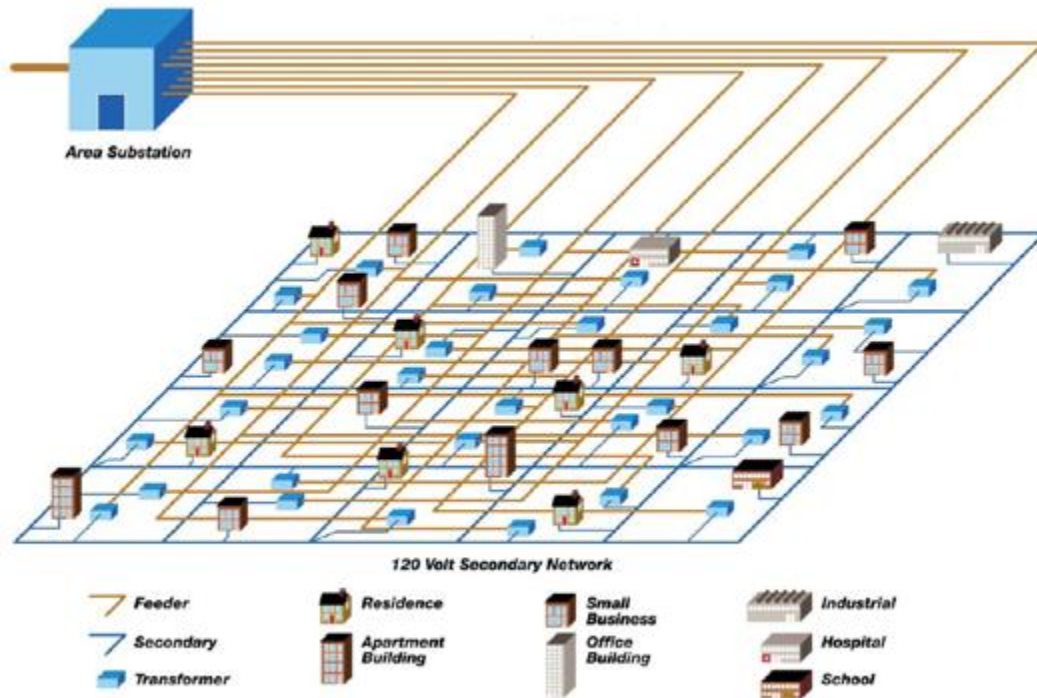 Area Substation
120 Volt Secondary Network
Feeder
Residence
Small
Business
Industrial
Secondary
Apartment
Building
Office
Building
Hospital
Transformer
School